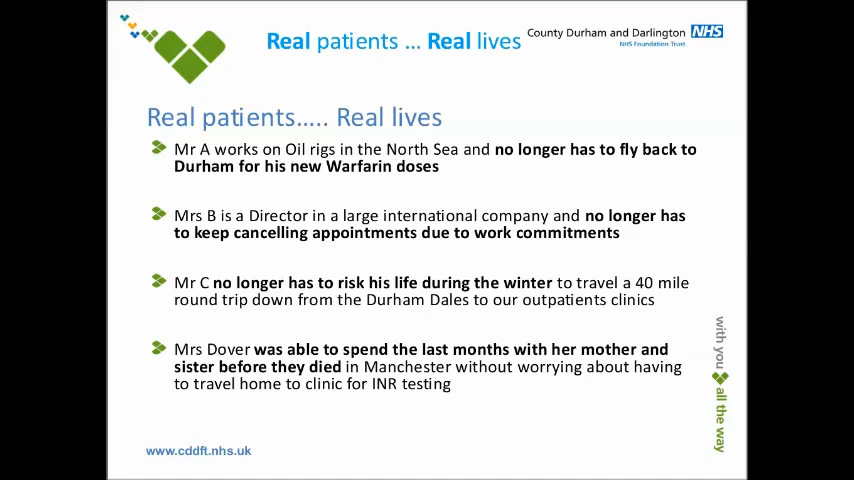 Real patients ... Real lives
County Durham and Darlington NHS
NHS Foundation Trust
Real patients..... Real lives
Mr A works on Oil rigs in the North Sea and no longer has to fly back to
Durham for his new Warfarin doses
Mrs B is a Director in a large international company and no longer has
to keep cancelling appointments due to work commitments
Mr C no longer has to risk his life during the winter to travel a 40 mile
round trip down from the Durham Dales to our outpatients clinics
Mrs Dover was able to spend the last months with her mother and
sister before they died in Manchester without worrying about having
to travel home to clinic for INR testing
with you all the way
www.cddft.nhs.uk